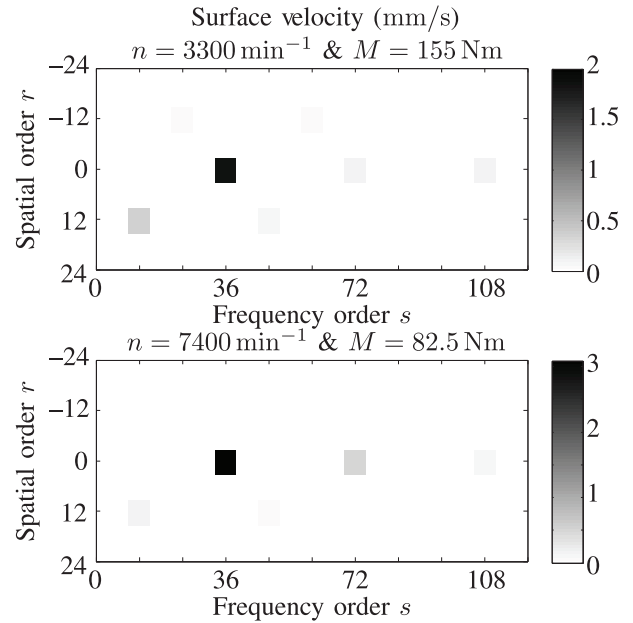 Surface velocity (mm/s)
n = 3300 min⁻¹ & M = 155 Nm
−24
−12
0
12
24
Spatial order r
0 36 72 108
Frequency order s
2
1.5
1
0.5
0
n = 7400 min⁻¹ & M = 82.5 Nm
−24
−12
0
12
24
Spatial order r
0 36 72 108
Frequency order s
3
2
1
0